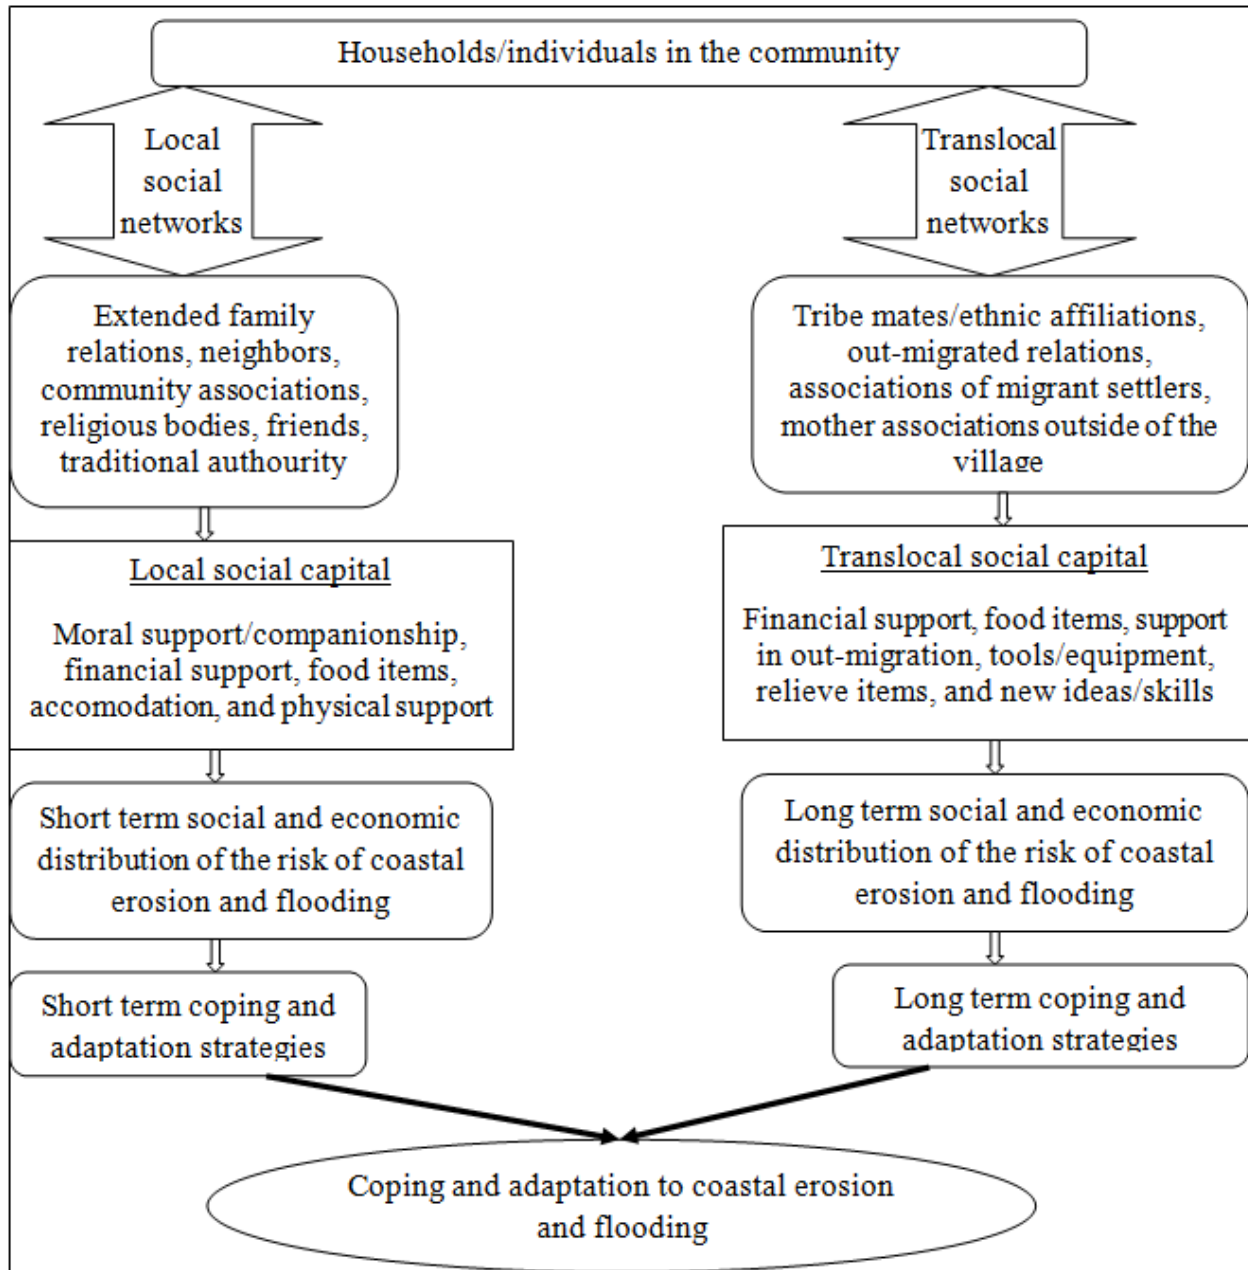 Households/individuals in the community
Local
social
networks
Translocal
social
networks
Extended family
relations, neighbors,
community associations,
religious bodies, friends,
traditional authourity
Tribe mates/ethnic affiliations,
out-migrated relations,
associations of migrant settlers,
mother associations outside of the
village
Local social capital
Moral support/companionship,
financial support, food items,
accomodation, and physical support
Translocal social capital
Financial support, food items, support
in out-migration, tools/equipment,
relieve items, and new ideas/skills
Short term social and economic
distribution of the risk of coastal
erosion and flooding
Long term social and economic
distribution of the risk of coastal
erosion and flooding
Short term coping and
adaptation strategies
Long term coping and
adaptation strategies
Coping and adaptation to coastal erosion
and flooding